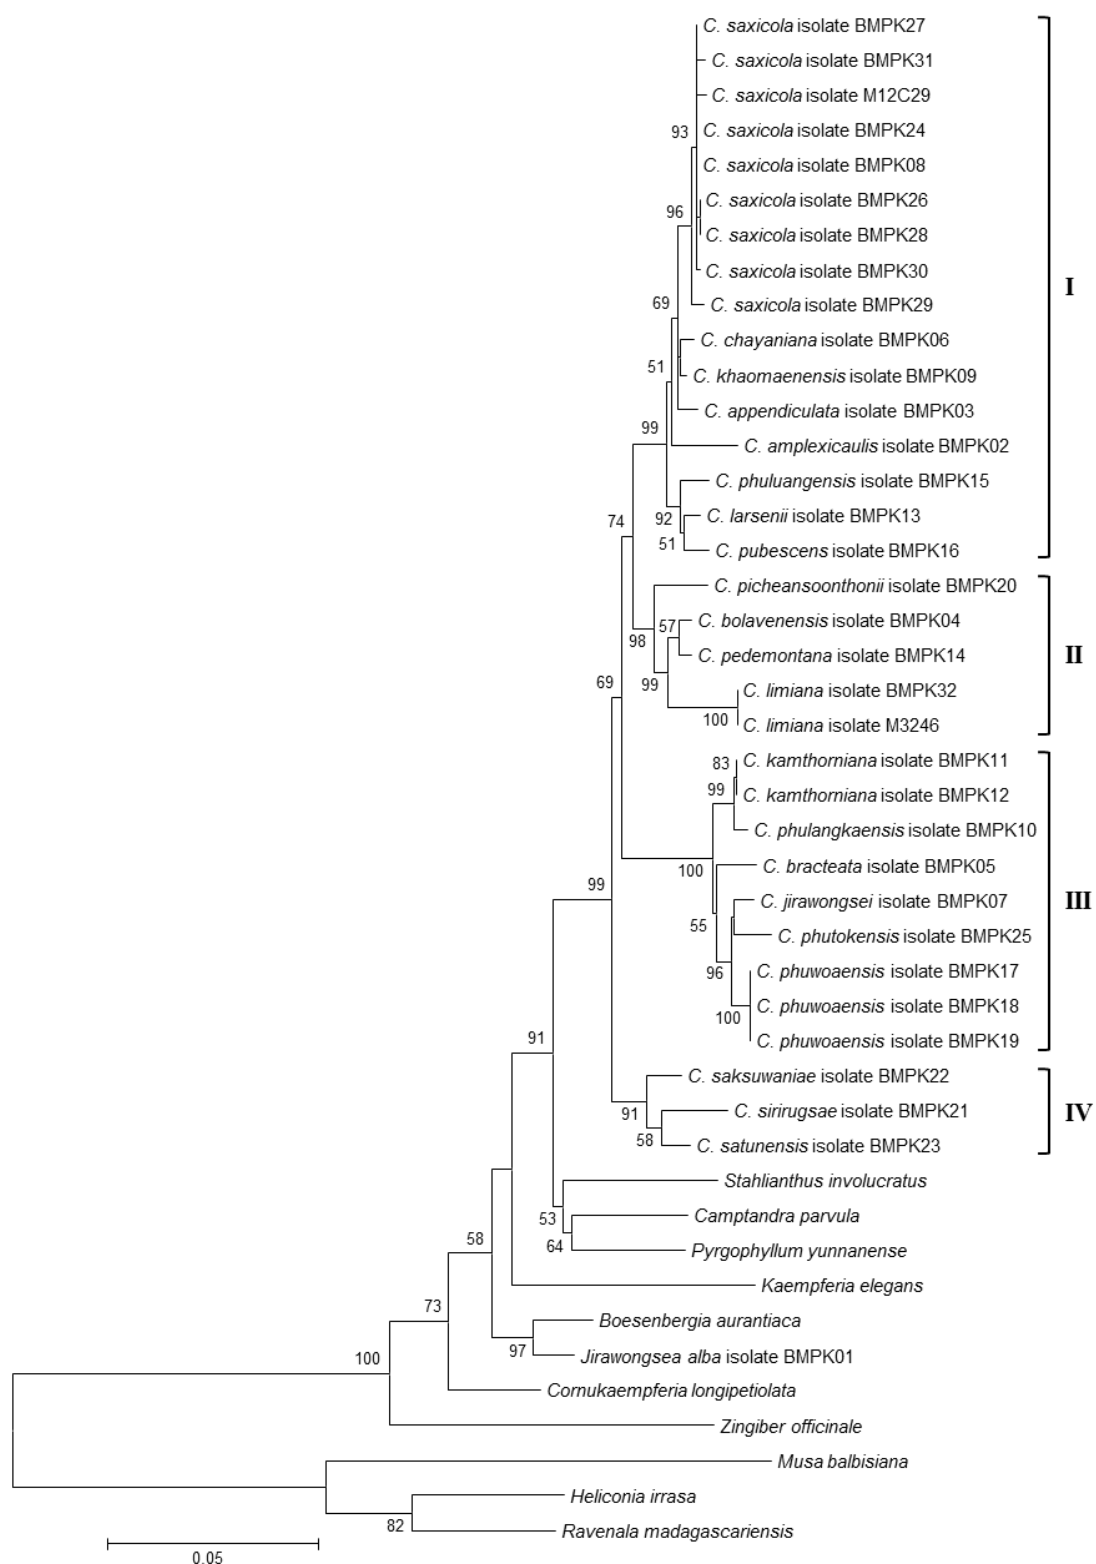 C. saxicola isolate BMPK27
C. saxicola isolate BMPK31
C. saxicola isolate M12C29
93
C. saxicola isolate BMPK24
C. saxicola isolate BMPK08
C. saxicola isolate BMPK26
96
C. saxicola isolate BMPK28
C. saxicola isolate BMPK30
I
69
C. saxicola isolate BMPK29
C. chayaniana isolate BMPK06
51
C. khaomaenensis isolate BMPK09
C. appendiculata isolate BMPK03
99
C. amplexicaulis isolate BMPK02
C. phuluangensis isolate BMPK15
92
C. larsenii isolate BMPK13
74
51
C. pubescens isolate BMPK16
C. picheansoonthonii isolate BMPK20
57
C. bolavenensis isolate BMPK04
98
C. pedemontana isolate BMPK14
II
69
99
C. limiana isolate BMPK32
100
C. limiana isolate M3246
83
C. kamthorniana isolate BMPK11
99
C. kamthorniana isolate BMPK12
C. phulangkaensis isolate BMPK10
100
C. bracteata isolate BMPK05
99
C. jirawongsei isolate BMPK07
III
55
C. phutokensis isolate BMPK25
96
C. phuwoaensis isolate BMPK17
C. phuwoaensis isolate BMPK18
100
C. phuwoaensis isolate BMPK19
91
C. saksuwaniae isolate BMPK22
91
C. sirirugsae isolate BMPK21
IV
58
C. satunensis isolate BMPK23
Stahlianthus involucratus
53
Camptandra parvula
58
64
Pyrgophyllum yunnanense
Kaempferia elegans
73
Boesenbergia aurantiaca
97
Jirawongsea alba isolate BMPK01
100
Cornukaempferia longipetiolata
Zingiber officinale
Musa balbisiana
Heliconia irrasa
82
Ravenala madagascariensis
0.05